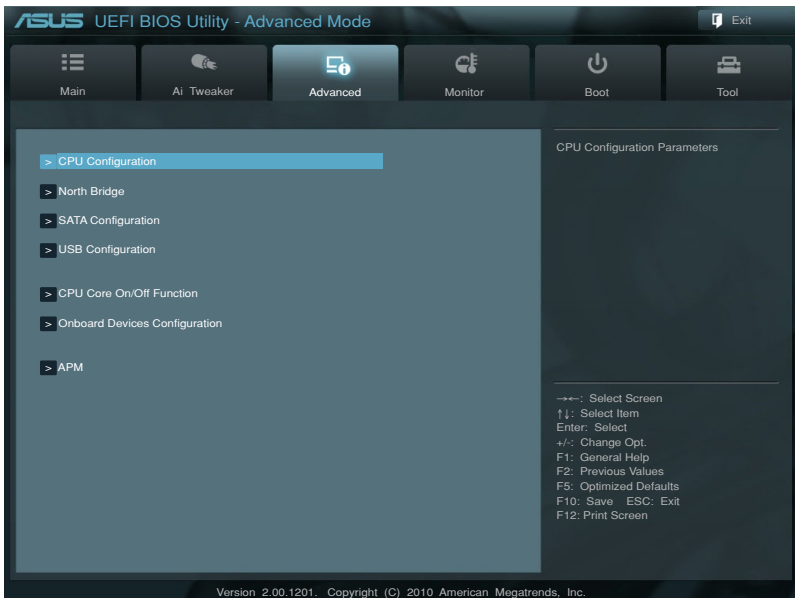 ASUS UEFI BIOS Utility - Advanced Mode
Exit
Main
Ai Tweaker
Advanced
Monitor
Boot
Tool
> CPU Configuration
> North Bridge
> SATA Configuration
> USB Configuration
> CPU Core On/Off Function
> Onboard Devices Configuration
> APM
CPU Configuration Parameters
→←: Select Screen
↑↓: Select Item
Enter: Select
+/-: Change Opt.
F1: General Help
F2: Previous Values
F5: Optimized Defaults
F10: Save ESC: Exit
F12: Print Screen
Version 2.00.1201. Copyright (C) 2010 American Megatrends, Inc.